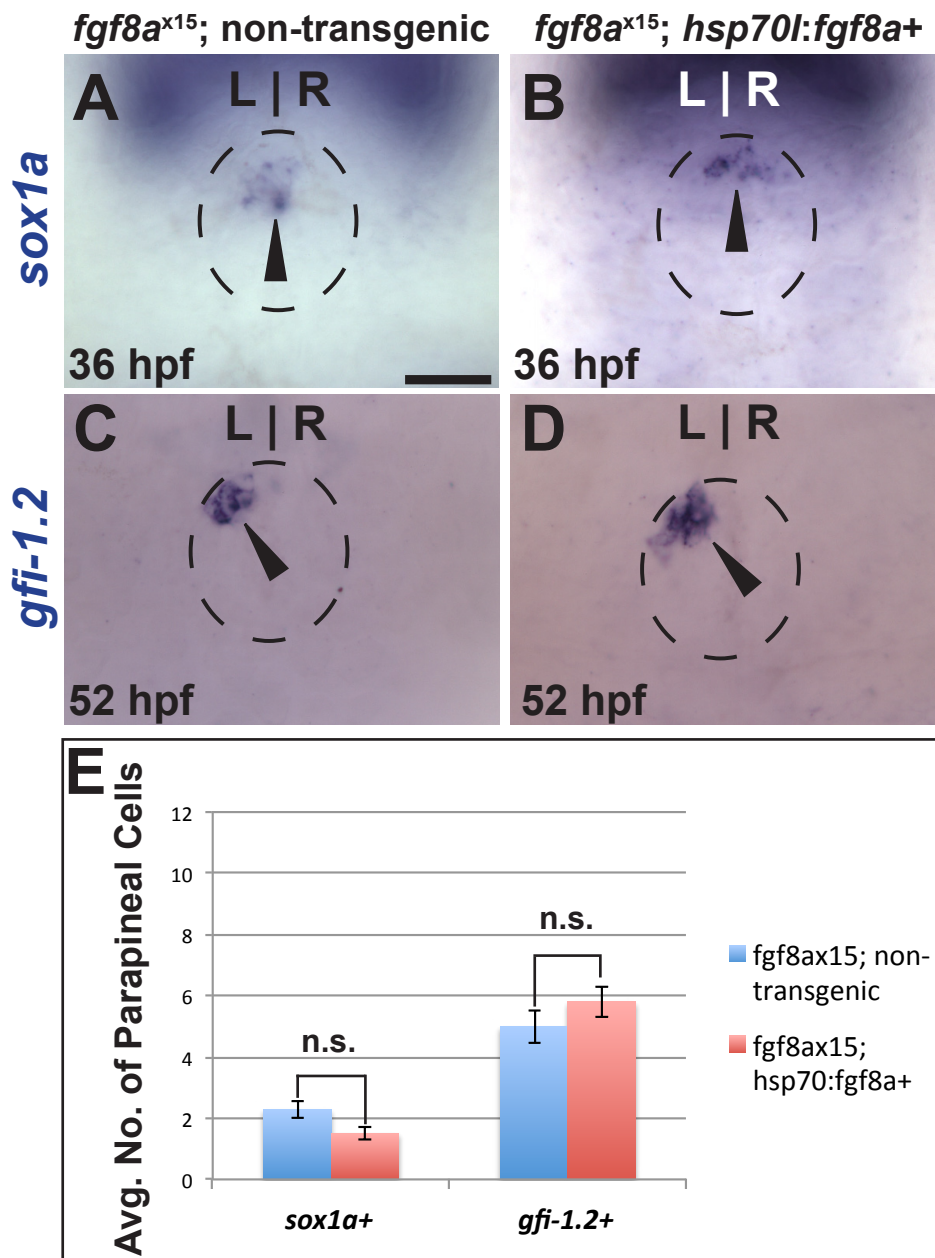 fgf8aˣ¹⁵; non-transgenic
fgf8aˣ¹⁵; hsp70l:fgf8a+
sox1a
A
L | R
36 hpf
B
L | R
36 hpf
gfi-1.2
C
L | R
52 hpf
D
L | R
52 hpf
E
Avg. No. of Parapineal Cells
12
10
8
6
4
2
0
n.s.
n.s.
sox1a+
gfi-1.2+
fgf8ax15; non-
transgenic
fgf8ax15;
hsp70:fgf8a+